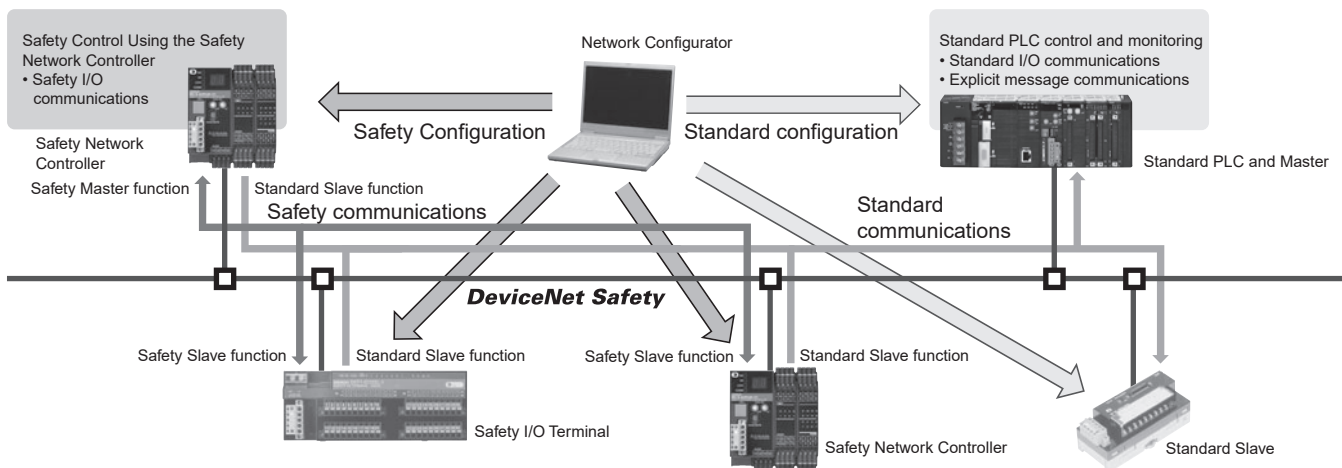 Safety Control Using the Safety
Network Controller
• Safety I/O
communications
Network Configurator
Standard PLC control and monitoring
• Standard I/O communications
• Explicit message communications
Safety Configuration
Standard configuration
Safety Network
Controller
Standard PLC and Master
Safety Master function
Standard Slave function
Safety communications
Standard
communications
DeviceNet Safety
Safety Slave function
Standard Slave function
Safety Slave function
Standard Slave function
Safety I/O Terminal
Safety Network Controller
Standard Slave